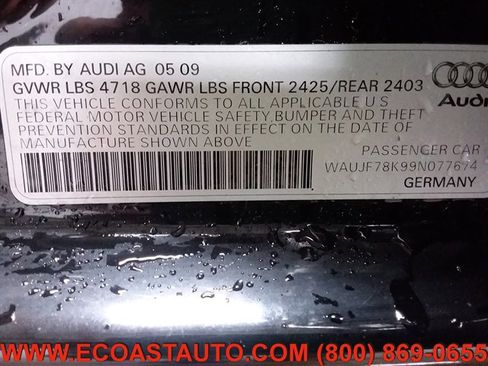 MFD. BY AUDI AG 05 09
GVWR LBS 4718 GAWR LBS FRONT 2425/REAR 2403
THIS VEHICLE CONFORMS TO ALL APPLICABLE U S
FEDERAL MOTOR VEHICLE SAFETY, BUMPER AND THEFT
PREVENTION STANDARDS IN EFFECT ON THE DATE OF
MANUFACTURE SHOWN ABOVE
Audi
PASSENGER CAR
WAUJF78K99N077674
GERMANY
WWW.ECOASTAUTO.COM (800) 869-0655